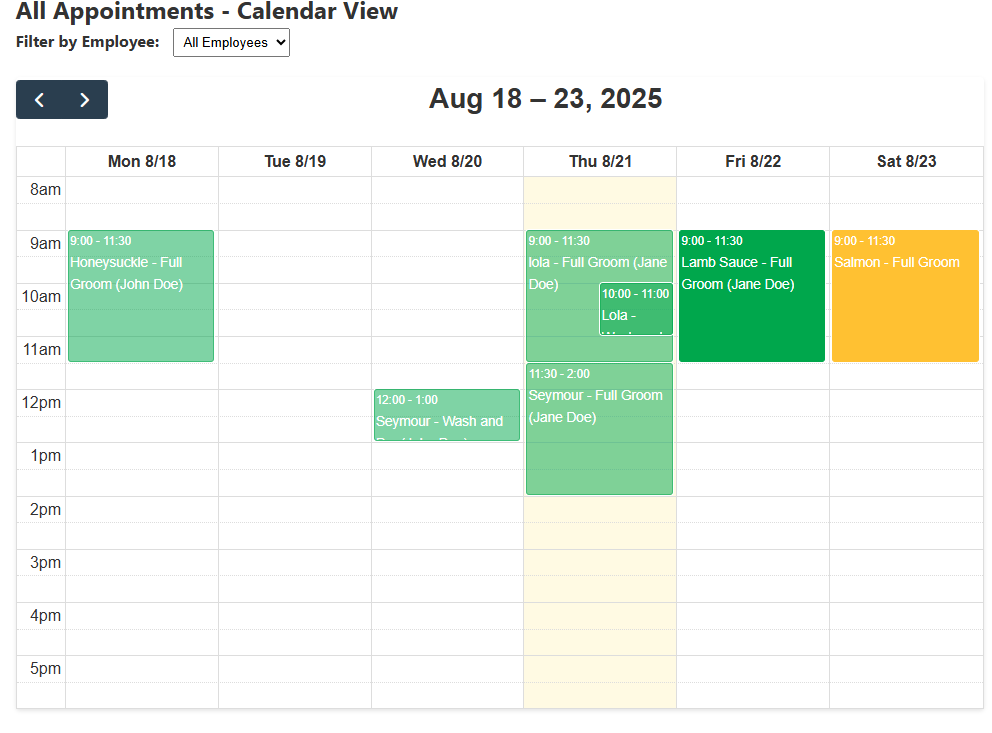 All Appointments - Calendar View
Filter by Employee: All Employees
Aug 18 – 23, 2025
Mon 8/18 Tue 8/19 Wed 8/20 Thu 8/21 Fri 8/22 Sat 8/23
8am
9am
10am
11am
12pm
1pm
2pm
3pm
4pm
5pm
9:00 - 11:30
Honeysuckle - Full
Groom (John Doe)
12:00 - 1:00
Seymour - Wash and
9:00 - 11:30
lola - Full Groom (Jane
Doe)
10:00 - 11:00
Lola -
11:30 - 2:00
Seymour - Full Groom
(Jane Doe)
9:00 - 11:30
Lamb Sauce - Full
Groom (Jane Doe)
9:00 - 11:30
Salmon - Full Groom